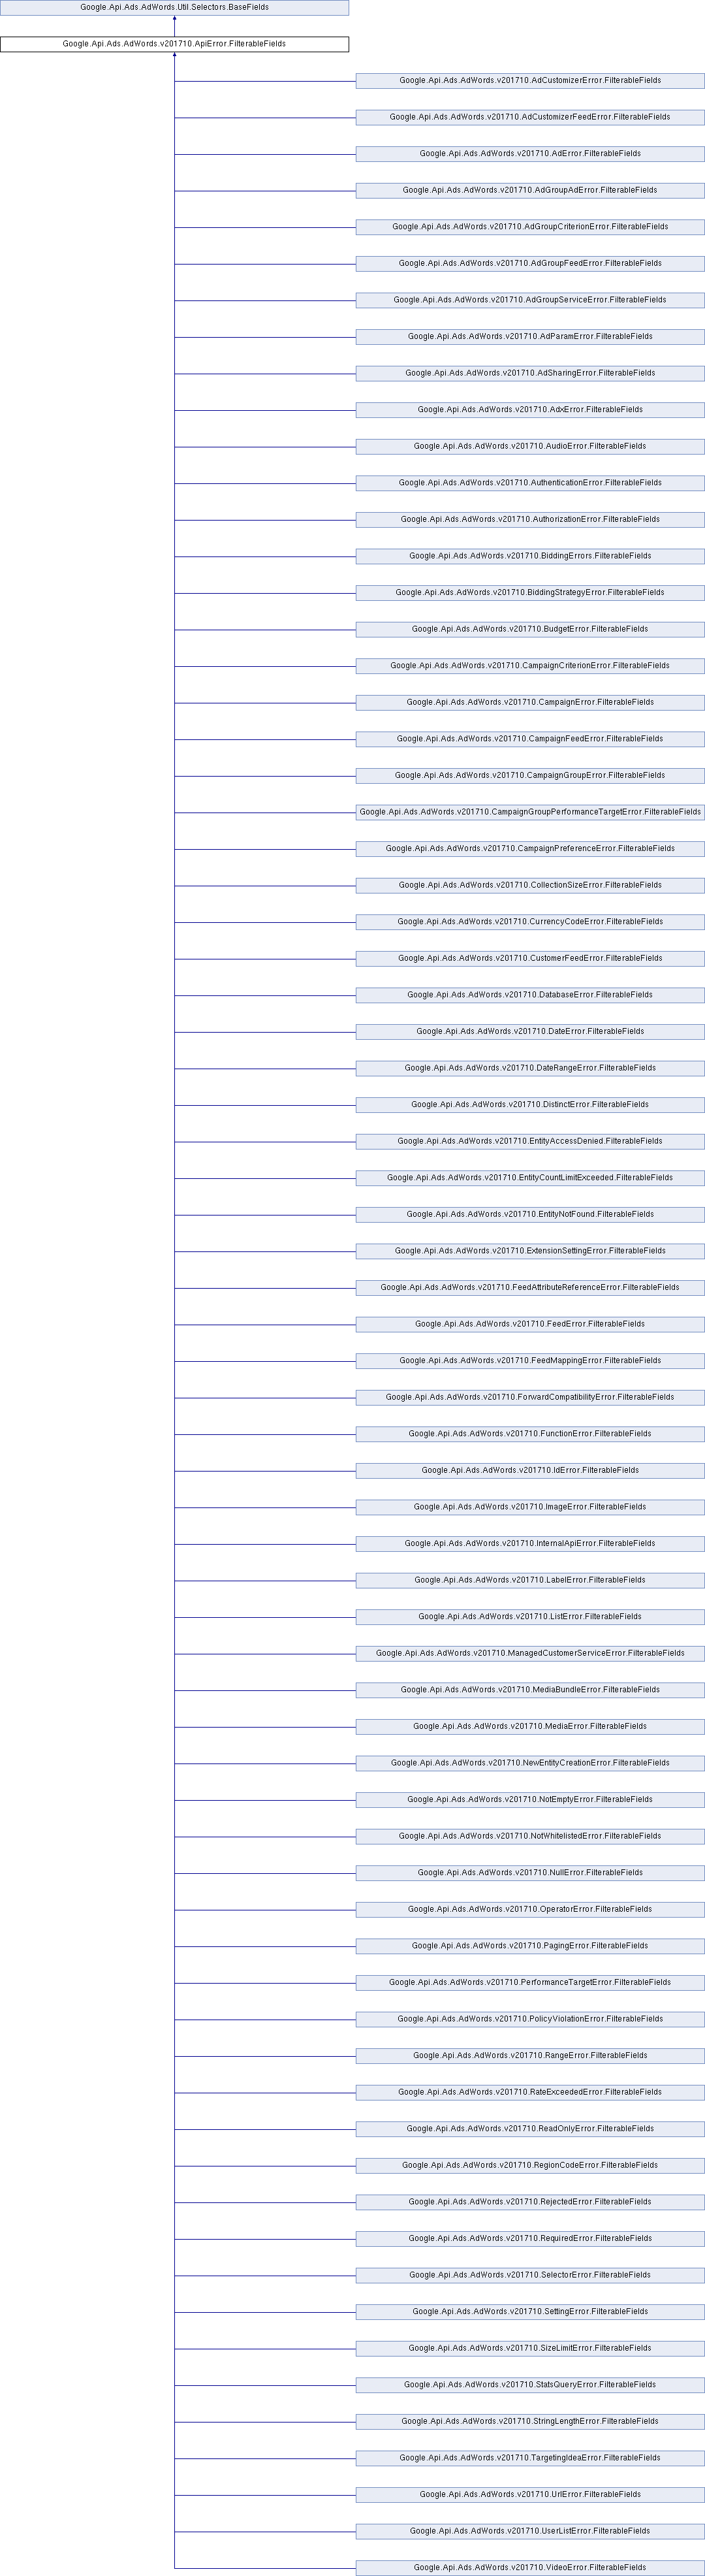 Google.Api.Ads.AdWords.Util.Selectors.BaseFields
Google.Api.Ads.AdWords.v201710.ApiError.FilterableFields
Google.Api.Ads.AdWords.v201710.AdCustomizerError.FilterableFields
Google.Api.Ads.AdWords.v201710.AdCustomizerFeedError.FilterableFields
Google.Api.Ads.AdWords.v201710.AdError.FilterableFields
Google.Api.Ads.AdWords.v201710.AdGroupAdError.FilterableFields
Google.Api.Ads.AdWords.v201710.AdGroupCriterionError.FilterableFields
Google.Api.Ads.AdWords.v201710.AdGroupFeedError.FilterableFields
Google.Api.Ads.AdWords.v201710.AdGroupServiceError.FilterableFields
Google.Api.Ads.AdWords.v201710.AdParamError.FilterableFields
Google.Api.Ads.AdWords.v201710.AdSharingError.FilterableFields
Google.Api.Ads.AdWords.v201710.AdxError.FilterableFields
Google.Api.Ads.AdWords.v201710.AudioError.FilterableFields
Google.Api.Ads.AdWords.v201710.AuthenticationError.FilterableFields
Google.Api.Ads.AdWords.v201710.AuthorizationError.FilterableFields
Google.Api.Ads.AdWords.v201710.BiddingErrors.FilterableFields
Google.Api.Ads.AdWords.v201710.BiddingStrategyError.FilterableFields
Google.Api.Ads.AdWords.v201710.BudgetError.FilterableFields
Google.Api.Ads.AdWords.v201710.CampaignCriterionError.FilterableFields
Google.Api.Ads.AdWords.v201710.CampaignError.FilterableFields
Google.Api.Ads.AdWords.v201710.CampaignFeedError.FilterableFields
Google.Api.Ads.AdWords.v201710.CampaignGroupError.FilterableFields
Google.Api.Ads.AdWords.v201710.CampaignGroupPerformanceTargetError.FilterableFields
Google.Api.Ads.AdWords.v201710.CampaignPreferenceError.FilterableFields
Google.Api.Ads.AdWords.v201710.CollectionSizeError.FilterableFields
Google.Api.Ads.AdWords.v201710.CurrencyCodeError.FilterableFields
Google.Api.Ads.AdWords.v201710.CustomerFeedError.FilterableFields
Google.Api.Ads.AdWords.v201710.DatabaseError.FilterableFields
Google.Api.Ads.AdWords.v201710.DateError.FilterableFields
Google.Api.Ads.AdWords.v201710.DateRangeError.FilterableFields
Google.Api.Ads.AdWords.v201710.DistinctError.FilterableFields
Google.Api.Ads.AdWords.v201710.EntityAccessDenied.FilterableFields
Google.Api.Ads.AdWords.v201710.EntityCountLimitExceeded.FilterableFields
Google.Api.Ads.AdWords.v201710.EntityNotFound.FilterableFields
Google.Api.Ads.AdWords.v201710.ExtensionSettingError.FilterableFields
Google.Api.Ads.AdWords.v201710.FeedAttributeReferenceError.FilterableFields
Google.Api.Ads.AdWords.v201710.FeedError.FilterableFields
Google.Api.Ads.AdWords.v201710.FeedMappingError.FilterableFields
Google.Api.Ads.AdWords.v201710.ForwardCompatibilityError.FilterableFields
Google.Api.Ads.AdWords.v201710.FunctionError.FilterableFields
Google.Api.Ads.AdWords.v201710.IdError.FilterableFields
Google.Api.Ads.AdWords.v201710.ImageError.FilterableFields
Google.Api.Ads.AdWords.v201710.InternalApiError.FilterableFields
Google.Api.Ads.AdWords.v201710.LabelError.FilterableFields
Google.Api.Ads.AdWords.v201710.ListError.FilterableFields
Google.Api.Ads.AdWords.v201710.ManagedCustomerServiceError.FilterableFields
Google.Api.Ads.AdWords.v201710.MediaBundleError.FilterableFields
Google.Api.Ads.AdWords.v201710.MediaError.FilterableFields
Google.Api.Ads.AdWords.v201710.NewEntityCreationError.FilterableFields
Google.Api.Ads.AdWords.v201710.NotEmptyError.FilterableFields
Google.Api.Ads.AdWords.v201710.NotWhitelistedError.FilterableFields
Google.Api.Ads.AdWords.v201710.NullError.FilterableFields
Google.Api.Ads.AdWords.v201710.OperatorError.FilterableFields
Google.Api.Ads.AdWords.v201710.PagingError.FilterableFields
Google.Api.Ads.AdWords.v201710.PerformanceTargetError.FilterableFields
Google.Api.Ads.AdWords.v201710.PolicyViolationError.FilterableFields
Google.Api.Ads.AdWords.v201710.RangeError.FilterableFields
Google.Api.Ads.AdWords.v201710.RateExceededError.FilterableFields
Google.Api.Ads.AdWords.v201710.ReadOnlyError.FilterableFields
Google.Api.Ads.AdWords.v201710.RegionCodeError.FilterableFields
Google.Api.Ads.AdWords.v201710.RejectedError.FilterableFields
Google.Api.Ads.AdWords.v201710.RequiredError.FilterableFields
Google.Api.Ads.AdWords.v201710.SelectorError.FilterableFields
Google.Api.Ads.AdWords.v201710.SettingError.FilterableFields
Google.Api.Ads.AdWords.v201710.SizeLimitError.FilterableFields
Google.Api.Ads.AdWords.v201710.StatsQueryError.FilterableFields
Google.Api.Ads.AdWords.v201710.StringLengthError.FilterableFields
Google.Api.Ads.AdWords.v201710.TargetingIdeaError.FilterableFields
Google.Api.Ads.AdWords.v201710.UrlError.FilterableFields
Google.Api.Ads.AdWords.v201710.UserListError.FilterableFields
Google.Api.Ads.AdWords.v201710.VideoError.FilterableFields